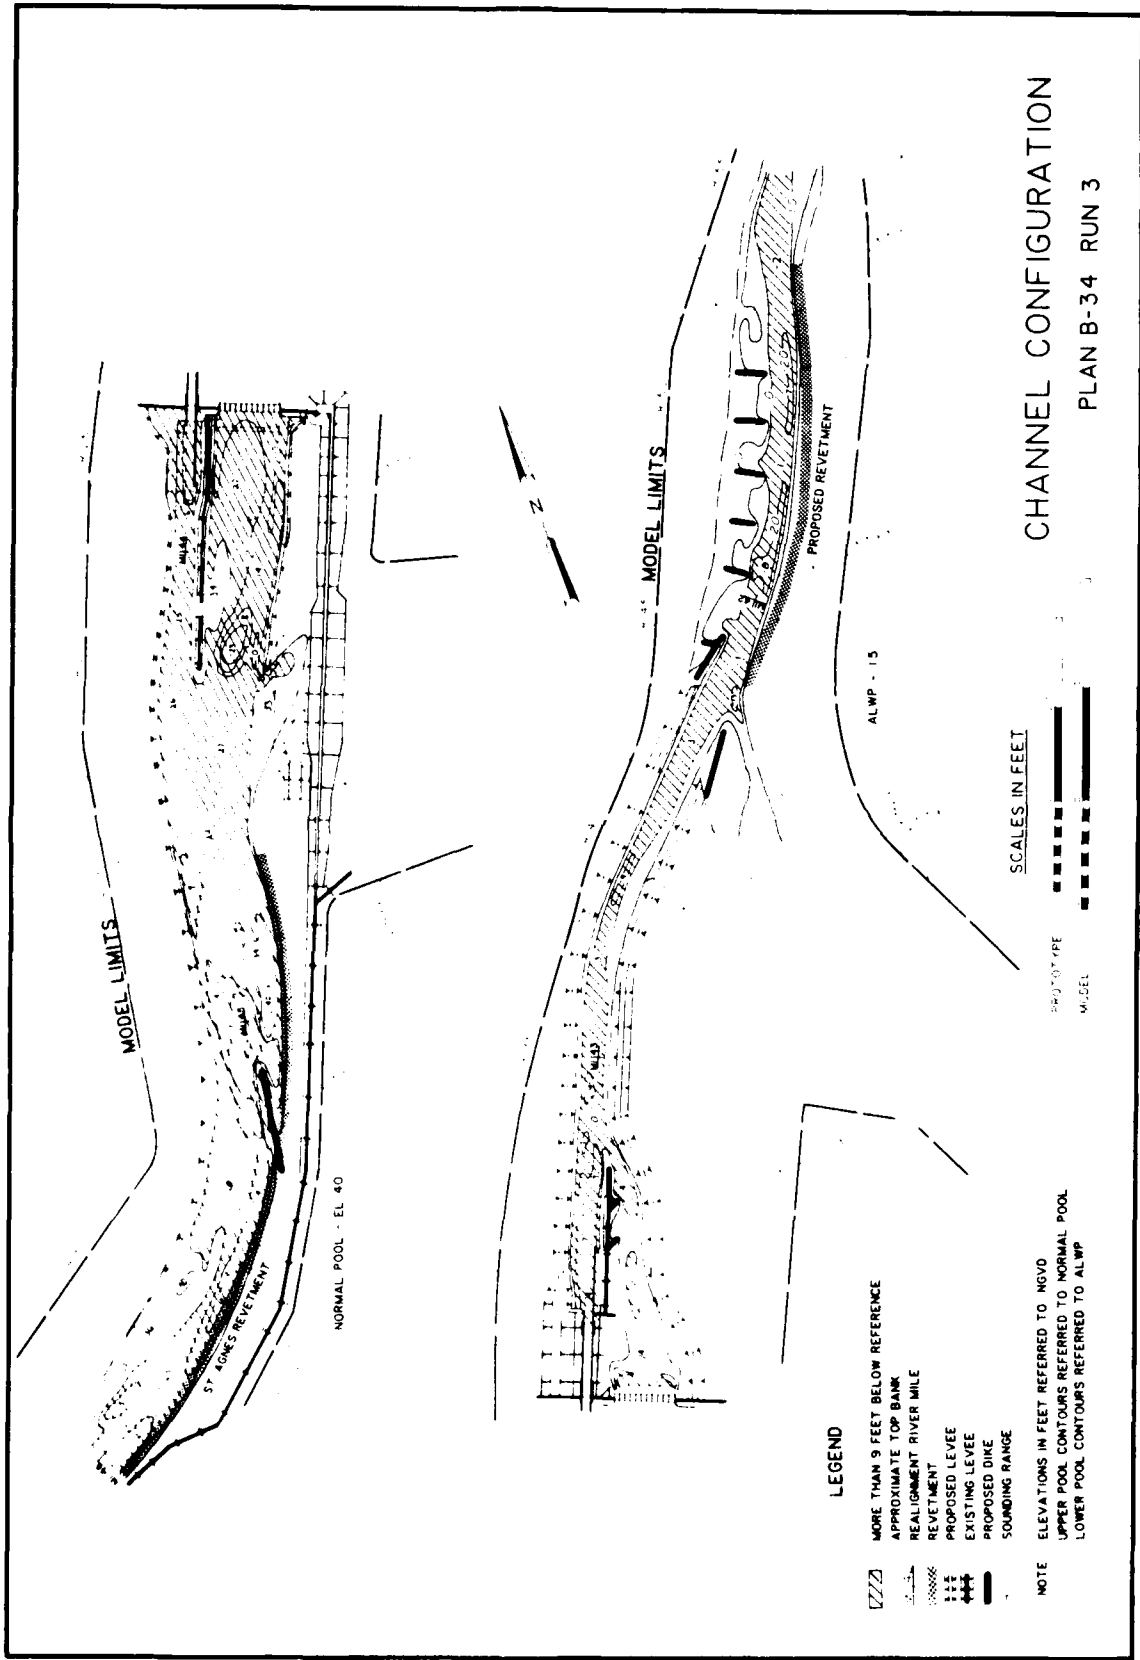 CHANNEL CONFIGURATION
PLAN B-34 RUN 3
MODEL LIMITS
ST AGNES REVETMENT
NORMAL POOL - EL 40
MODEL LIMITS
PROPOSED REVETMENT
ALWP - 13
N
SCALES IN FEET
PROTOTYPE
MODEL
LEGEND
MORE THAN 9 FEET BELOW REFERENCE
APPROXIMATE TOP BANK
REALIGNMENT RIVER MILE
REVETMENT
PROPOSED LEVEE
EXISTING LEVEE
PROPOSED DIKE
SOUNDING RANGE
NOTE ELEVATIONS IN FEET REFERRED TO NGVD
UPPER POOL CONTOURS REFERRED TO NORMAL POOL
LOWER POOL CONTOURS REFERRED TO ALWP